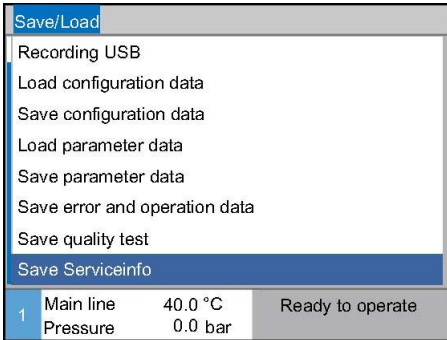 Save/Load
Recording USB
Load configuration data
Save configuration data
Load parameter data
Save parameter data
Save error and operation data
Save quality test
Save Serviceinfo
1 Main line 40.0 °C Ready to operate
Pressure 0.0 bar